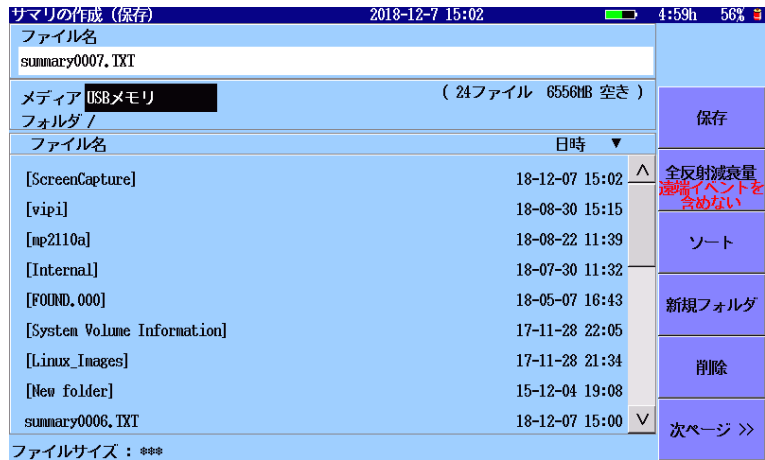 サマリの作成（保存） 2018-12-7 15:02 4:59h 56%
ファイル名
summary0007.TXT
メディア USBメモリ ( 24ファイル 6556MB 空き )
フォルダ /
ファイル名 日時 ▼
[ScreenCapture] 18-12-07 15:02
[vipi] 18-08-30 15:15
[mp2110a] 18-08-22 11:39
[Internal] 18-07-30 11:32
[FOUND.000] 18-05-07 16:43
[System Volume Information] 17-11-28 22:05
[Linux_Images] 17-11-28 21:34
[New folder] 15-12-04 19:08
summary0006.TXT 18-12-07 15:00
ファイルサイズ : ***
保存
全反射減衰量
遠端イベントを
含めない
ソート
新規フォルダ
削除
次ページ >>